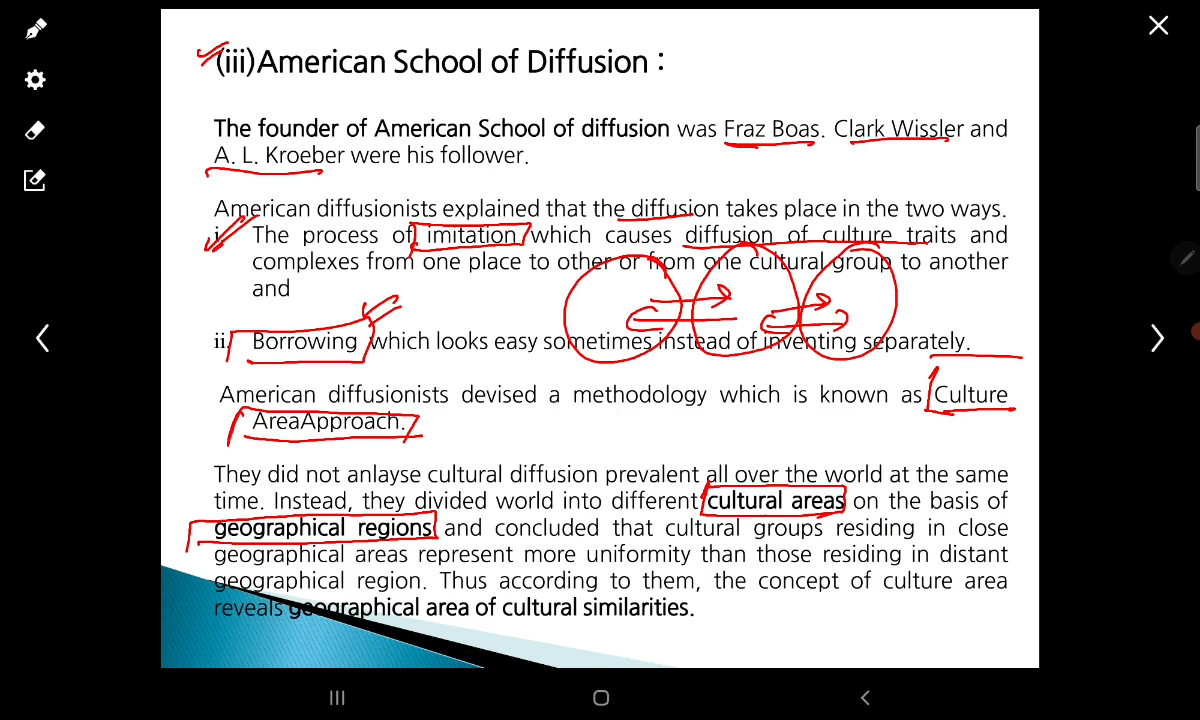 (iii)American School of Diffusion :
The founder of American School of diffusion was Fraz Boas. Clark Wissler and
A. L. Kroeber were his follower.
American diffusionists explained that the diffusion takes place in the two ways.
i. The process of imitation which causes diffusion of culture traits and
complexes from one place to other or from one cultural group to another
and
ii. Borrowing which looks easy sometimes instead of inventing separately.
American diffusionists devised a methodology which is known as Culture
AreaApproach.
They did not anlayse cultural diffusion prevalent all over the world at the same
time. Instead, they divided world into different cultural areas on the basis of
geographical regions and concluded that cultural groups residing in close
geographical areas represent more uniformity than those residing in distant
geographical region. Thus according to them, the concept of culture area
reveals geographical area of cultural similarities.